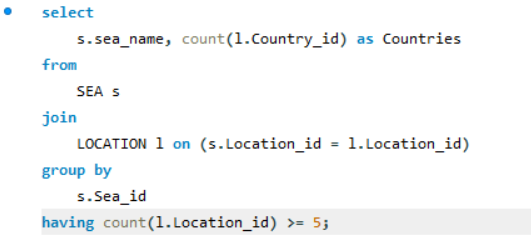 select
s.sea_name, count(l.Country_id) as Countries
from
SEA s
join
LOCATION l on (s.Location_id = l.Location_id)
group by
s.Sea_id
having count(l.Location_id) >= 5;